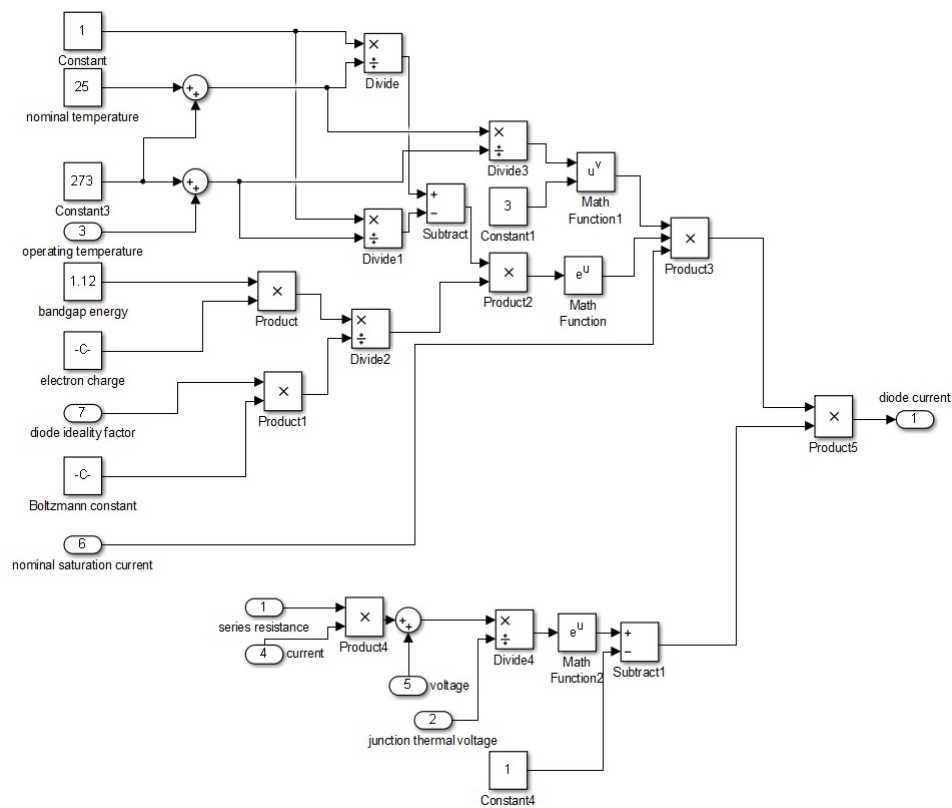 1
Constant
×
÷
Divide
25
nominal temperature
+
+
273
Constant3
+
+
3
operating temperature
×
÷
Divide1
×
÷
Divide3
+
−
Subtract
3
Constant1
u^v
Math
Function1
1.12
bandgap energy
×
Product
-C-
electron charge
×
÷
Divide2
×
Product2
e^u
Math
Function
×
Product3
7
diode ideality factor
×
Product1
-C-
Boltzmann constant
6
nominal saturation current
×
Product5
diode current
1
1
series resistance
4
current
×
Product4
+
+
5
voltage
×
÷
Divide4
2
junction thermal voltage
e^u
Math
Function2
+
−
Subtract1
1
Constant4